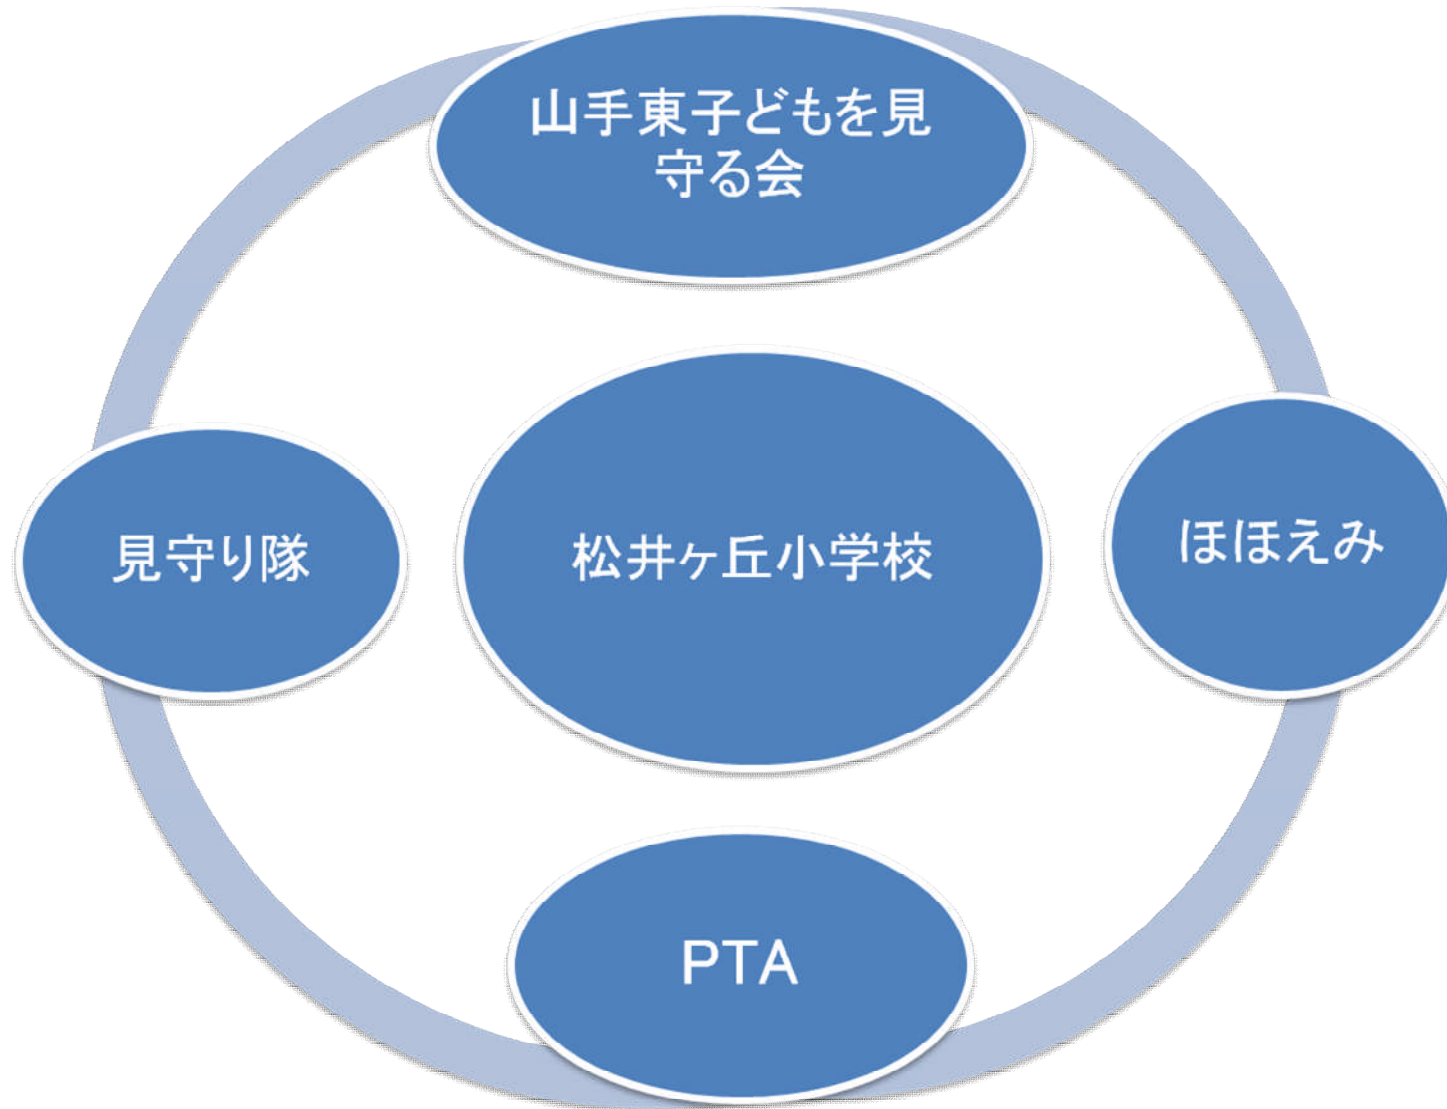 山手東子どもを見
守る会
見守り隊
松井ヶ丘小学校
ほほえみ
PTA